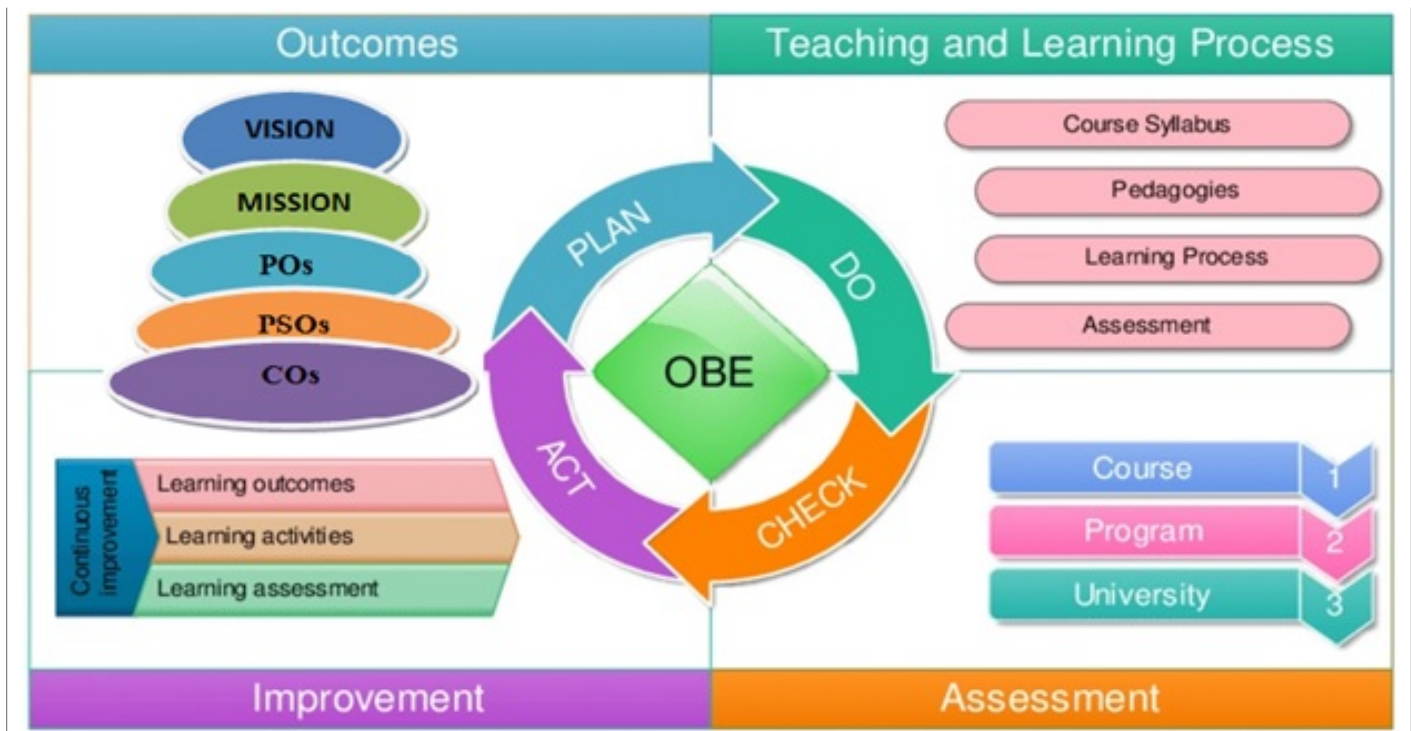 Outcomes
Teaching and Learning Process
VISION
MISSION
POs
PSOs
COs
Course Syllabus
Pedagogies
Learning Process
Assessment
PLAN
DO
CHECK
ACT
OBE
Continuous
improvement
Learning outcomes
Learning activities
Learning assessment
Course 1
Program 2
University 3
Improvement
Assessment